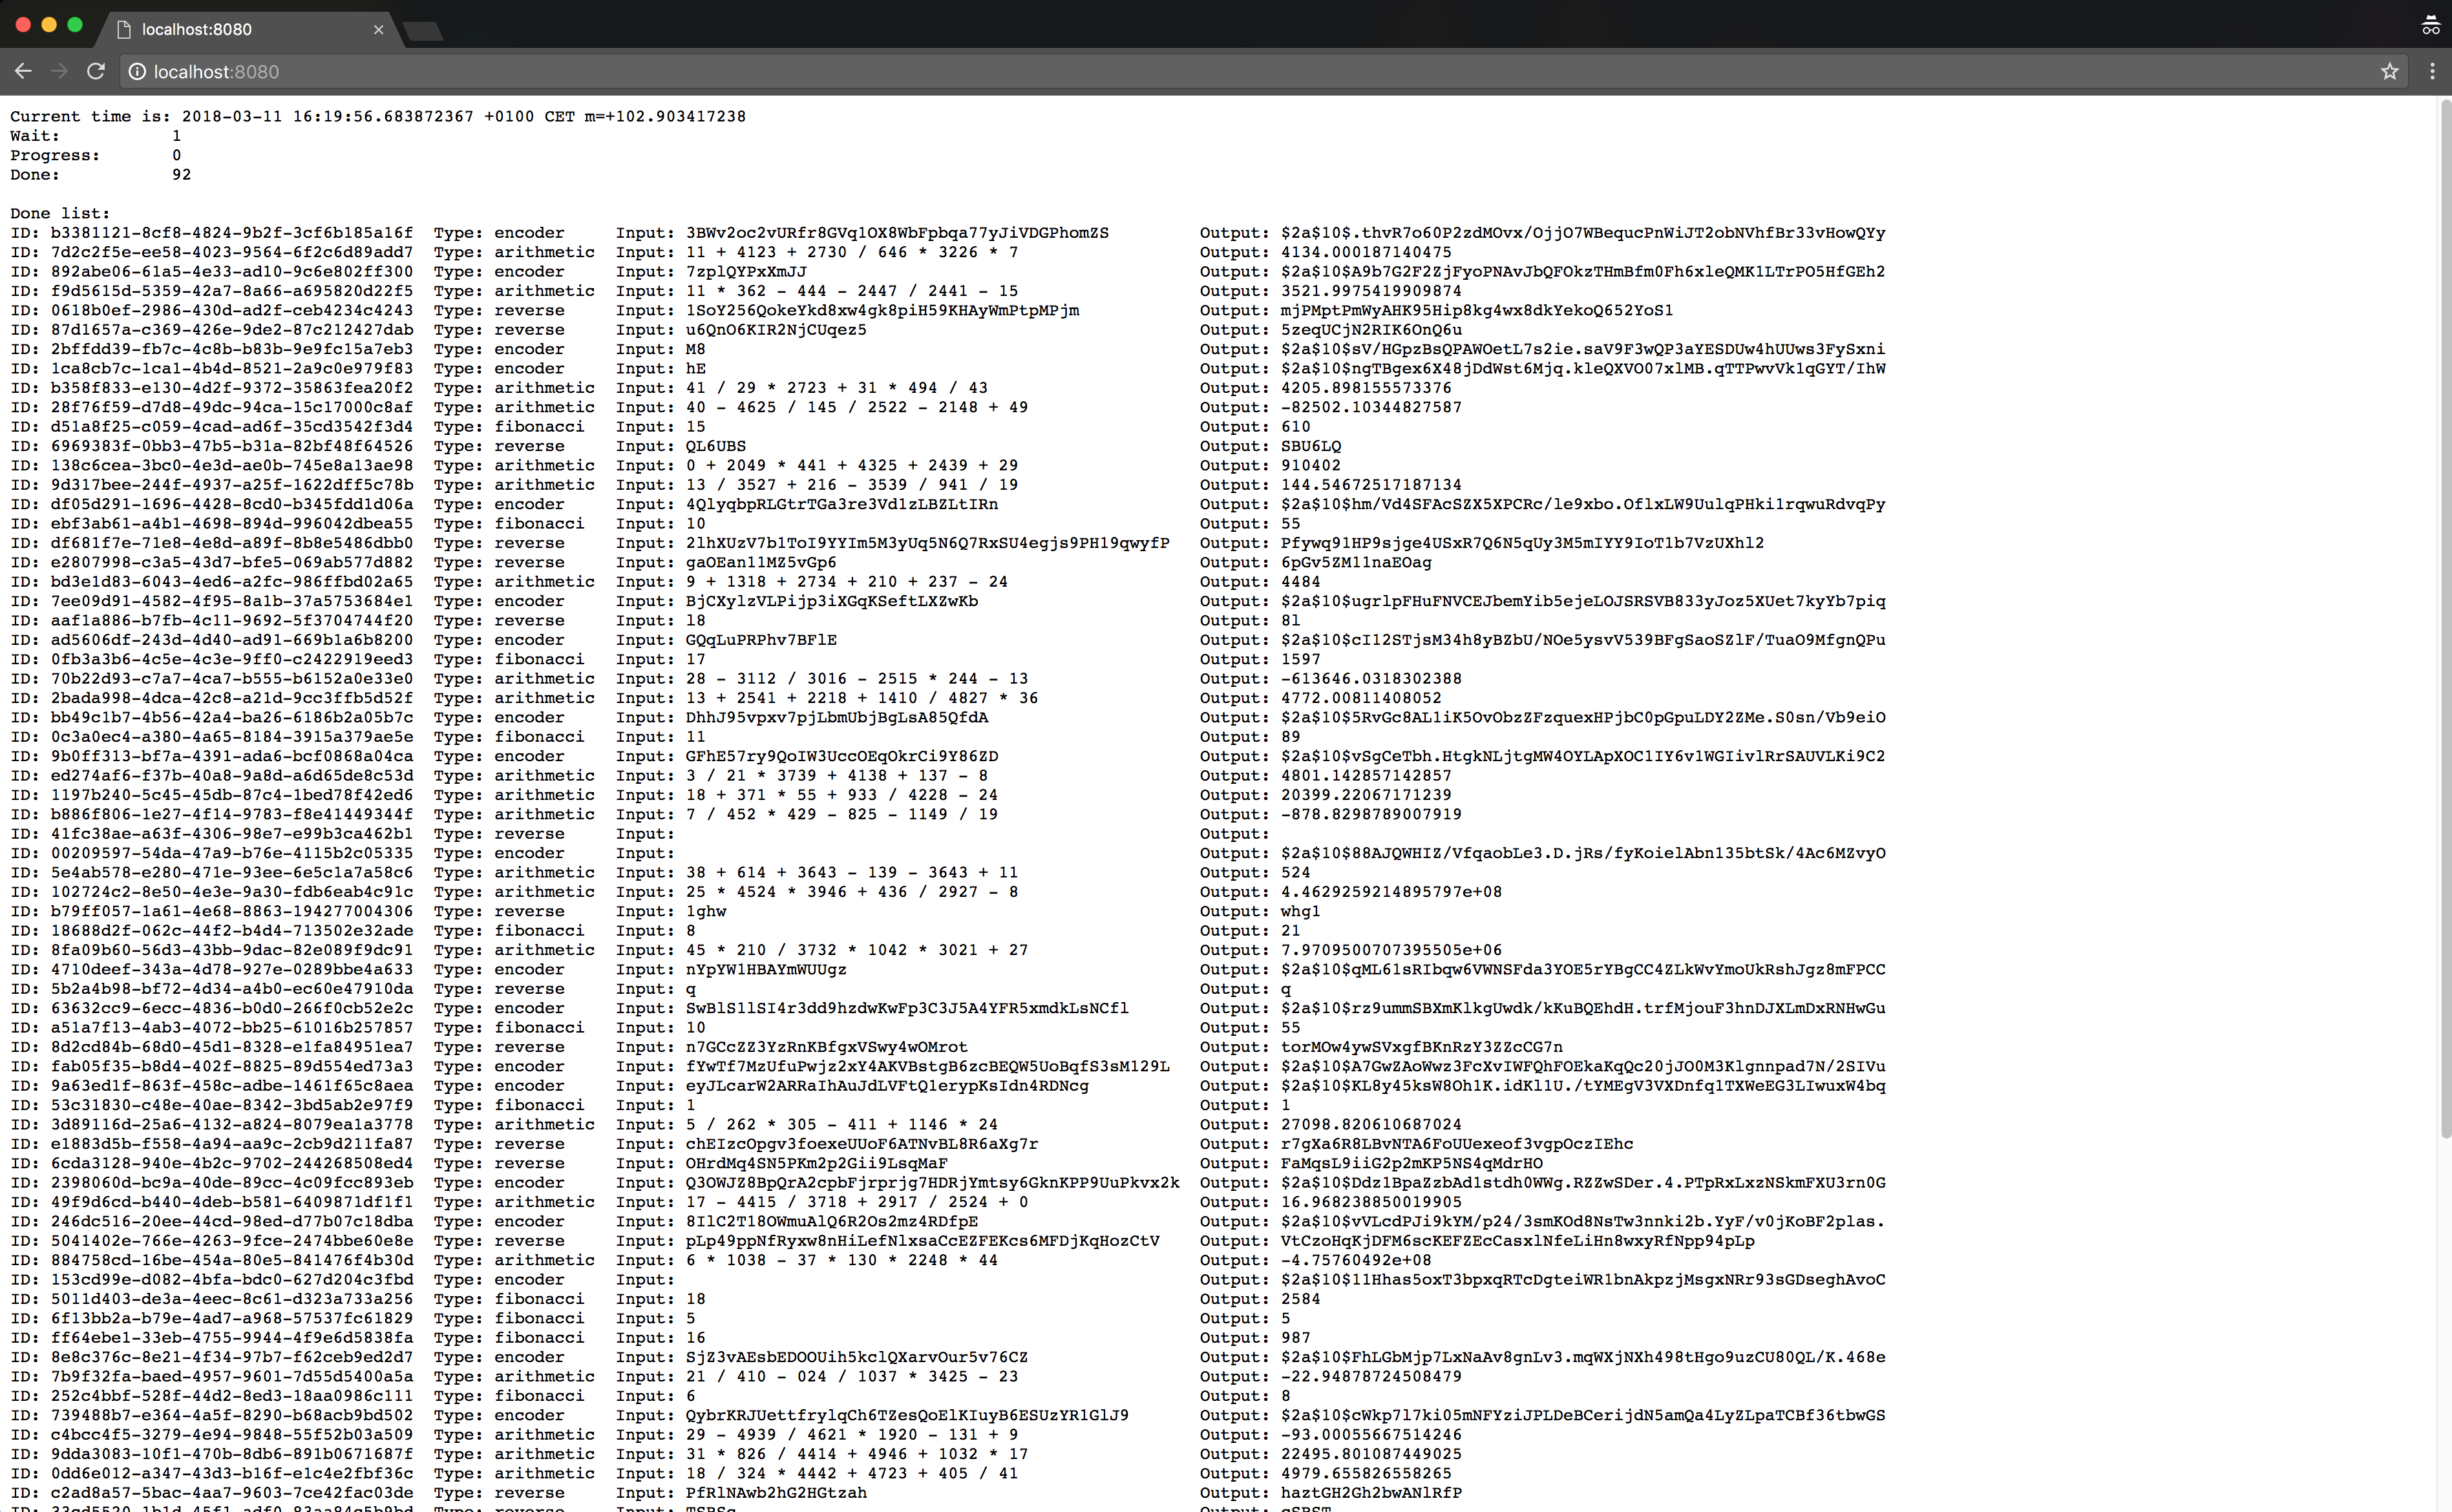 localhost:8080
localhost:8080
Current time is: 2018-03-11 16:19:56.683872367 +0100 CET m=+102.903417238
Wait: 1
Progress: 0
Done: 92
Done list:
ID: b3381121-8cf8-4824-9b2f-3cf6b185a16f Type: encoder Input: 3BWv2oc2vURfr8GVq1OX8WbFpbqa77yJiVDGPhomZS Output: $2a$10$.thvR7o60P2zdMOvx/OjjO7WBequcPnWiJT2obNVhfBr33vHowQYy
ID: 7d2c2f5e-ee58-4023-9564-6f2c6d89add7 Type: arithmetic Input: 11 + 4123 + 2730 / 646 * 3226 * 7 Output: 4134.000187140475
ID: 892abe06-61a5-4e33-ad10-9c6e802ff300 Type: encoder Input: 7zplQYPxXmJJ Output: $2a$10$A9b7G2F2ZjFyoPNAvJbQFOkzTHmBfm0Fh6xleQMK1LTrPO5HfGEh2
ID: f9d5615d-5359-42a7-8a66-a695820d22f5 Type: arithmetic Input: 11 * 362 - 444 - 2447 / 2441 - 15 Output: 3521.9975419909874
ID: 0618b0ef-2986-430d-ad2f-ceb4234c4243 Type: reverse Input: 1SoY256QokeYkd8xw4gk8piH59KHAyWmPtpMPjm Output: mjPMptPmWyAHK95Hip8kg4wx8dkYekoQ652YoS1
ID: 87d1657a-c369-426e-9de2-87c212427dab Type: reverse Input: u6QnO6KIR2NjCUqez5 Output: 5zeqUCjN2RIK6OnQ6u
ID: 2bffdd39-fb7c-4c8b-b83b-9e9fc15a7eb3 Type: encoder Input: M8 Output: $2a$10$sV/HGpzBsQPAWOetL7s2ie.saV9F3wQP3aYESDUw4hUUws3FySxni
ID: 1ca8cb7c-1ca1-4b4d-8521-2a9c0e979f83 Type: encoder Input: hE Output: $2a$10$ngTBgex6X48jDdWst6Mjq.kleQXVO07xlMB.qTTPwvVk1qGYT/IhW
ID: b358f833-e130-4d2f-9372-35863fea20f2 Type: arithmetic Input: 41 / 29 * 2723 + 31 * 494 / 43 Output: 4205.898155573376
ID: 28f76f59-d7d8-49dc-94ca-15c17000c8af Type: arithmetic Input: 40 - 4625 / 145 / 2522 - 2148 + 49 Output: -82502.10344827587
ID: d51a8f25-c059-4cad-ad6f-35cd3542f3d4 Type: fibonacci Input: 15 Output: 610
ID: 6969383f-0bb3-47b5-b31a-82bf48f64526 Type: reverse Input: QL6UBS Output: SBU6LQ
ID: 138c6cea-3bc0-4e3d-ae0b-745e8a13ae98 Type: arithmetic Input: 0 + 2049 * 441 + 4325 + 2439 + 29 Output: 910402
ID: 9d317bee-244f-4937-a25f-1622dff5c78b Type: arithmetic Input: 13 / 3527 + 216 - 3539 / 941 / 19 Output: 144.54672517187134
ID: df05d291-1696-4428-8cd0-b345fdd1d06a Type: encoder Input: 4QlyqbpRLGtrTGa3re3Vd1zLBZLtIRn Output: $2a$10$hm/Vd4SFAcSZX5XPCRc/le9xbo.OflxLW9UulqPHki1rqwuRdvqPy
ID: ebf3ab61-a4b1-4698-894d-996042dbea55 Type: fibonacci Input: 10 Output: 55
ID: df681f7e-71e8-4e8d-a89f-8b8e5486dbb0 Type: reverse Input: 2lhXUzV7b1ToI9YYIm5M3yUq5N6Q7RxSU4egjs9PH19qwyfP Output: Pfywq91HP9sjge4USxR7Q6N5qUy3M5mIYY9IoT1b7VzUXhl2
ID: e2807998-c3a5-43d7-bfe5-069ab577d882 Type: reverse Input: gaOEan11MZ5vGp6 Output: 6pGv5ZM11naEOag
ID: bd3e1d83-6043-4ed6-a2fc-986ffbd02a65 Type: arithmetic Input: 9 + 1318 + 2734 + 210 + 237 - 24 Output: 4484
ID: 7ee09d91-4582-4f95-8a1b-37a5753684e1 Type: encoder Input: BjCXylzVLPijp3iXGqKSeftLXZwKb Output: $2a$10$ugrlpFHuFNVCEJbemYib5ejeLOJSRSVB833yJoz5XUet7kyYb7piq
ID: aaf1a886-b7fb-4c11-9692-5f3704744f20 Type: reverse Input: l8 Output: 8l
ID: ad5606df-243d-4d40-ad91-669b1a6b8200 Type: encoder Input: GQqLuPRPhv7BFlE Output: $2a$10$cI12STjsM34h8yBZbU/NOe5ysvV539BFgSaoSZlF/TuaO9MfgnQPu
ID: 0fb3a3b6-4c5e-4c3e-9ff0-c2422919eed3 Type: fibonacci Input: 17 Output: 1597
ID: 70b22d93-c7a7-4ca7-b555-b6152a0e33e0 Type: arithmetic Input: 28 - 3112 / 3016 - 2515 * 244 - 13 Output: -613646.0318302388
ID: 2bada998-4dca-42c8-a21d-9cc3ffb5d52f Type: arithmetic Input: 13 + 2541 + 2218 + 1410 / 4827 * 36 Output: 4772.00811408052
ID: bb49c1b7-4b56-42a4-ba26-6186b2a05b7c Type: encoder Input: DhhJ95vpxv7pjLbmUbjBgLsA85QfdA Output: $2a$10$5RvGc8AL1iK5OvObzZFzquexHPjbC0pGpuLDY2ZMe.S0sn/Vb9eiO
ID: 0c3a0ec4-a380-4a65-8184-3915a379ae5e Type: fibonacci Input: 11 Output: 89
ID: 9b0ff313-bf7a-4391-ada6-bcf0868a04ca Type: encoder Input: GFhE57ry9QoIW3UccOEqOkrCi9Y86ZD Output: $2a$10$vSgCeTbh.HtgkNLjtgMW4OYLApXOC1IY6v1WGIivlRrSAUVLKi9C2
ID: ed274af6-f37b-40a8-9a8d-a6d65de8c53d Type: arithmetic Input: 3 / 21 * 3739 + 4138 + 137 - 8 Output: 4801.142857142857
ID: 1197b240-5c45-45db-87c4-1bed78f42ed6 Type: arithmetic Input: 18 + 371 * 55 + 933 / 4228 - 24 Output: 20399.22067171239
ID: b886f806-1e27-4f14-9783-f8e41449344f Type: arithmetic Input: 7 / 452 * 429 - 825 - 1149 / 19 Output: -878.8298789007919
ID: 41fc38ae-a63f-4306-98e7-e99b3ca462b1 Type: reverse Input: Output:
ID: 00209597-54da-47a9-b76e-4115b2c05335 Type: encoder Input: Output: $2a$10$88AJQWHIZ/VfqaobLe3.D.jRs/fyKoielAbn135btSk/4Ac6MZvyO
ID: 5e4ab578-e280-471e-93ee-6e5c1a7a58c6 Type: arithmetic Input: 38 + 614 + 3643 - 139 - 3643 + 11 Output: 524
ID: 102724c2-8e50-4e3e-9a30-fdb6eab4c91c Type: arithmetic Input: 25 * 4524 * 3946 + 436 / 2927 - 8 Output: 4.4629259214895797e+08
ID: b79ff057-1a61-4e68-8863-194277004306 Type: reverse Input: 1ghw Output: whg1
ID: 18688d2f-062c-44f2-b4d4-713502e32ade Type: fibonacci Input: 8 Output: 21
ID: 8fa09b60-56d3-43bb-9dac-82e089f9dc91 Type: arithmetic Input: 45 * 210 / 3732 * 1042 * 3021 + 27 Output: 7.9709500707395505e+06
ID: 4710deef-343a-4d78-927e-0289bbe4a633 Type: encoder Input: nYpYW1HBAYmWUUgz Output: $2a$10$qML61sRIbqw6VWNSFda3YOE5rYBgCC4ZLkWvYmoUkRshJgz8mFPCC
ID: 5b2a4b98-bf72-4d34-a4b0-ec60e47910da Type: reverse Input: q Output: q
ID: 63632cc9-6ecc-4836-b0d0-266f0cb52e2c Type: encoder Input: SwBlS1lSI4r3dd9hzdwKwFp3C3J5A4YFR5xmdkLsNCfl Output: $2a$10$rz9ummSBXmKlkgUwdk/kKuBQEhdH.trfMjouF3hnDJXLmDxRNHwGu
ID: a51a7f13-4ab3-4072-bb25-61016b257857 Type: fibonacci Input: 10 Output: 55
ID: 8d2cd84b-68d0-45d1-8328-e1fa84951ea7 Type: reverse Input: n7GCcZZ3YzRnKBfgxVSwy4wOMrot Output: torMOw4ywSVxgfBKnRzY3ZZcCG7n
ID: fab05f35-b8d4-402f-8825-89d554ed73a3 Type: encoder Input: fYwTf7MzUfuPwjz2xY4AKVBstgB6zcBEQW5UoBqfS3sM129L Output: $2a$10$A7GwZAoWwz3FcXvIWFQhFOEkaKqQc20jJO0M3Klgnnpad7N/2SIVu
ID: 9a63ed1f-863f-458c-adbe-1461f65c8aea Type: encoder Input: eyJLcarW2ARRaIhAuJdLVFtQ1erypKsIdn4RDNcg Output: $2a$10$KL8y45ksW8Oh1K.idKl1U./tYMEgV3VXDnfq1TXWeEG3LIwuxW4bq
ID: 53c31830-c48e-40ae-8342-3bd5ab2e97f9 Type: fibonacci Input: 1 Output: 1
ID: 3d89116d-25a6-4132-a824-8079ea1a3778 Type: arithmetic Input: 5 / 262 * 305 - 411 + 1146 * 24 Output: 27098.820610687024
ID: e1883d5b-f558-4a94-aa9c-2cb9d211fa87 Type: reverse Input: chEIzcOpgv3foexeUUoF6ATNvBL8R6aXg7r Output: r7gXa6R8LBvNTA6FoUUexeof3vgpOczIEhc
ID: 6cda3128-940e-4b2c-9702-244268508ed4 Type: reverse Input: OHrdMq4SN5PKm2p2Gii9LsqMaF Output: FaMqsL9iiG2p2mKP5NS4qMdrHO
ID: 2398060d-bc9a-40de-89cc-4c09fcc893eb Type: encoder Input: Q3OWJZ8BpQrA2cpbFjrprjg7HDRjYmtsy6GknKPP9UuPkvx2k Output: $2a$10$Ddz1BpaZzbAd1stdh0WWg.RZZwSDer.4.PTpRxLxzNSkmFXU3rn0G
ID: 49f9d6cd-b440-4deb-b581-6409871df1f1 Type: arithmetic Input: 17 - 4415 / 3718 + 2917 / 2524 + 0 Output: 16.968238850019905
ID: 246dc516-20ee-44cd-98ed-d77b07c18dba Type: encoder Input: 8IlC2T18OWmuAlQ6R2Os2mz4RDfpE Output: $2a$10$vVLcdPJi9kYM/p24/3smKOd8NsTw3nnki2b.YyF/v0jKoBF2plas.
ID: 5041402e-766e-4263-9fce-2474bbe60e8e Type: reverse Input: pLp49ppNfRyxw8nHiLefNlxsaCcEZFEKcs6MFDjKqHozCtV Output: VtCzoHqKjDFM6scKEFZEcCasxlNfeLiHn8wxyRfNpp94pLp
ID: 884758cd-16be-454a-80e5-841476f4b30d Type: arithmetic Input: 6 * 1038 - 37 * 130 * 2248 * 44 Output: -4.75760492e+08
ID: 153cd99e-d082-4bfa-bdc0-627d204c3fbd Type: encoder Input: Output: $2a$10$11Hhas5oxT3bpxqRTcDgteiWR1bnAkpzjMsgxNRr93sGDseghAvoC
ID: 5011d403-de3a-4eec-8c61-d323a733a256 Type: fibonacci Input: 18 Output: 2584
ID: 6f13bb2a-b79e-4ad7-a968-57537fc61829 Type: fibonacci Input: 5 Output: 5
ID: ff64ebe1-33eb-4755-9944-4f9e6d5838fa Type: fibonacci Input: 16 Output: 987
ID: 8e8c376c-8e21-4f34-97b7-f62ceb9ed2d7 Type: encoder Input: SjZ3vAEsbEDOOUih5kclQXarvOur5v76CZ Output: $2a$10$FhLGbMjp7LxNaAv8gnLv3.mqWXjNXh498tHgo9uzCU80QL/K.468e
ID: 7b9f32fa-baed-4957-9601-7d55d5400a5a Type: arithmetic Input: 21 / 410 - 024 / 1037 * 3425 - 23 Output: -22.94878724508479
ID: 252c4bbf-528f-44d2-8ed3-18aa0986c111 Type: fibonacci Input: 6 Output: 8
ID: 739488b7-e364-4a5f-8290-b68acb9bd502 Type: encoder Input: QybrKRJUettfrylqCh6TZesQoElKIuyB6ESUzYR1GlJ9 Output: $2a$10$cWkp7l7ki05mNFYziJPLDeBCerijdN5amQa4LyZLpaTCBf36tbwGS
ID: c4bcc4f5-3279-4e94-9848-55f52b03a509 Type: arithmetic Input: 29 - 4939 / 4621 * 1920 - 131 + 9 Output: -93.00055667514246
ID: 9dda3083-10f1-470b-8db6-891b0671687f Type: arithmetic Input: 31 * 826 / 4414 + 4946 + 1032 * 17 Output: 22495.801087449025
ID: 0dd6e012-a347-43d3-b16f-e1c4e2fbf36c Type: arithmetic Input: 18 / 324 * 4442 + 4723 + 405 / 41 Output: 4979.655826558265
ID: c2ad8a57-5bac-4aa7-9603-7ce42fac03de Type: reverse Input: PfRlNAwb2hG2HGtzah Output: haztGH2Gh2bwANlRfP